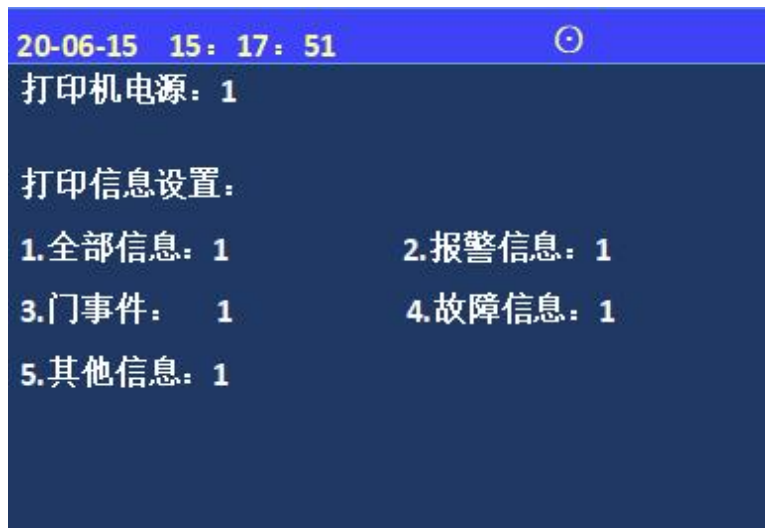 20-06-15 15：17：51 ⊙
打印机电源：1
打印信息设置：
1.全部信息：1 2.报警信息：1
3.门事件： 1 4.故障信息：1
5.其他信息：1